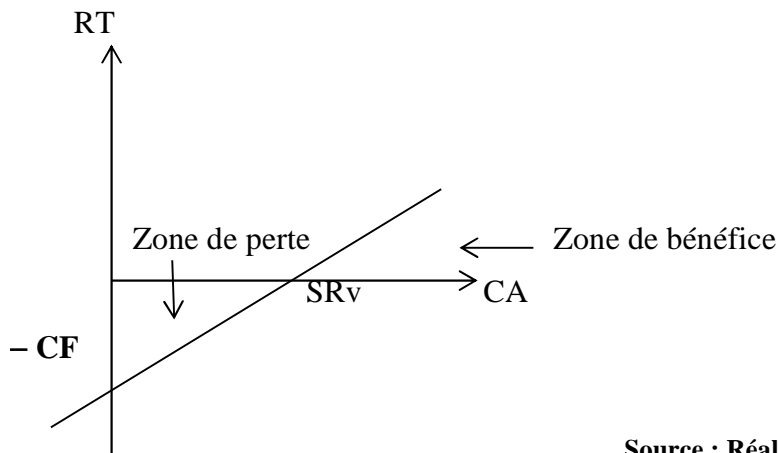 RT
Zone de perte
Zone de bénéfice
SRv
CA
– CF
Source : Réal